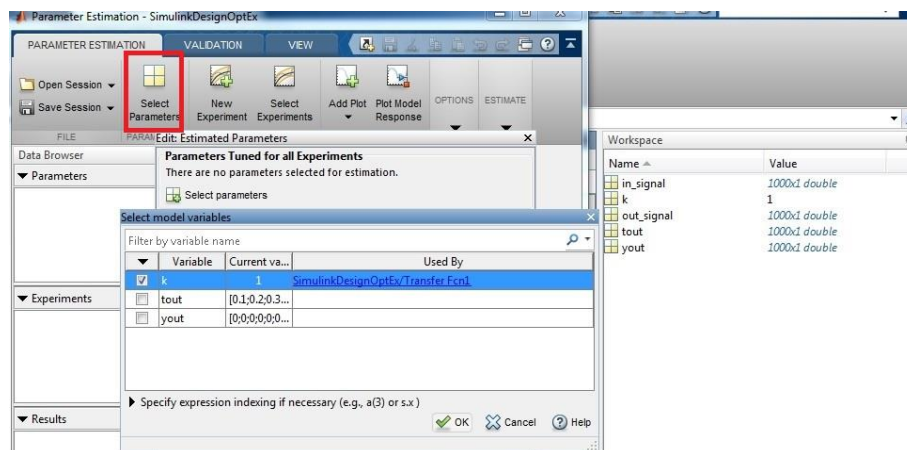 Parameter Estimation - SimulinkDesignOptEx
PARAMETER ESTIMATION VALIDATION VIEW
Open Session
Save Session
Select Parameters
New Experiment
Select Experiments
Add Plot
Plot Model Response
OPTIONS
ESTIMATE
FILE
Edit: Estimated Parameters
Data Browser
Parameters
Parameters Tuned for all Experiments
There are no parameters selected for estimation.
Select parameters
Select model variables
Filter by variable name
Variable Current va... Used By
k 1 SimulinkDesignOptEx/Transfer Fcn1
tout [0.1;0.2;0.3...
yout [0;0;0;0;0...
Specify expression indexing if necessary (e.g., a(3) or s.x )
OK Cancel Help
Experiments
Results
Workspace
Name Value
in_signal 1000x1 double
k 1
out_signal 1000x1 double
tout 1000x1 double
yout 1000x1 double